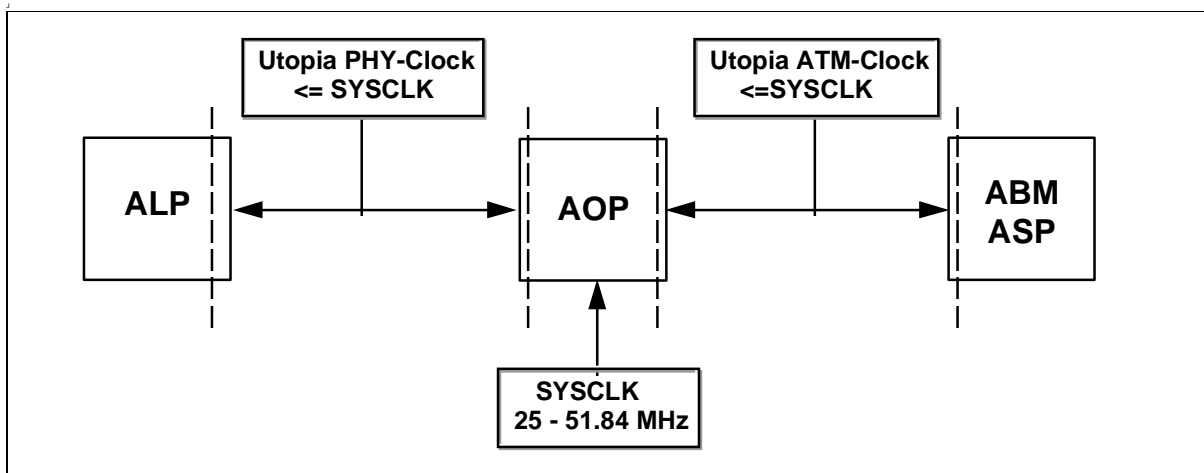 Utopia PHY-Clock
<= SYSCLK
Utopia ATM-Clock
<=SYSCLK
ALP
AOP
ABM
ASP
SYSCLK
25 - 51.84 MHz